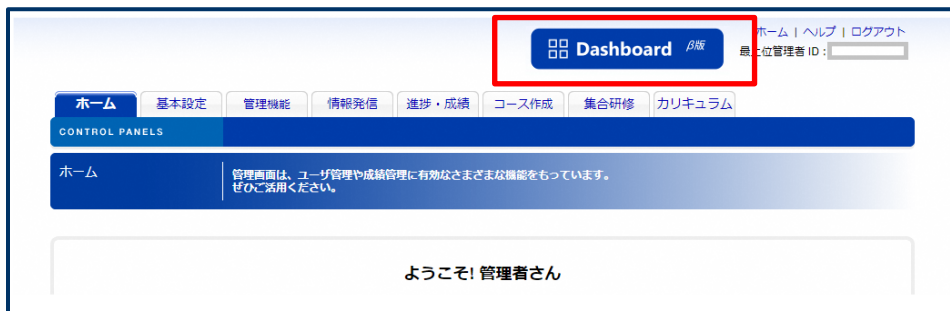 Dashboard β版
ホーム | ヘルプ | ログアウト
最上位管理者 ID :
ホーム 基本設定 管理機能 情報発信 進捗・成績 コース作成 集合研修 カリキュラム
CONTROL PANELS
ホーム
管理画面は、ユーザ管理や成績管理に有効なさまざまな機能をもっています。
ぜひご活用ください。
ようこそ! 管理者さん